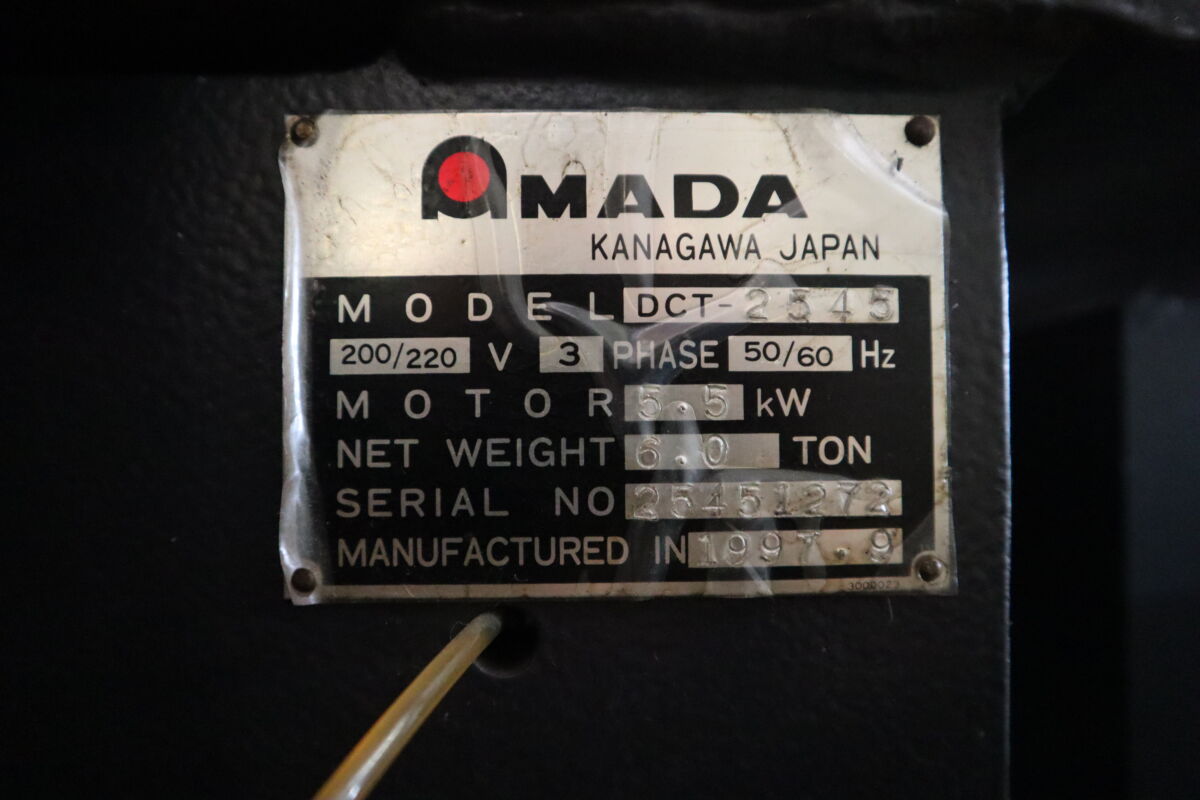 AMADA
KANAGAWA JAPAN
MODEL DCT-2545
200/220 V 3 PHASE 50/60 Hz
MOTOR 5.5 kW
NET WEIGHT 6.0 TON
SERIAL NO 25451272
MANUFACTURED IN 1997.9
3000023